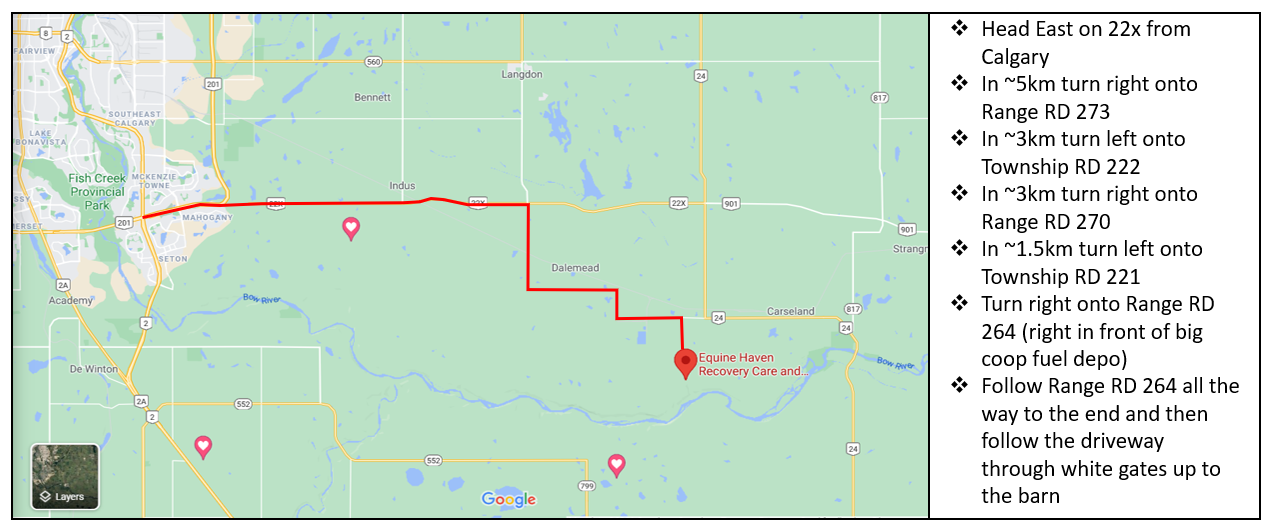 8
2
FAIRVIEW
560
Langdon
24
201
Bennett
817
SOUTHEAST
CALGARY
LAKE
BONAVISTA
Fish Creek
Provincial
Park
MCKENZIE
TOWNE
Indus
SSY
22X
22X
22X
901
201
MAHOGANY
901
ERSET
Strangr
SETON
Dalemead
2A
Academy
Bow River
817
2
24
Carseland
24
De Winton
Equine Haven
Recovery Care and...
Bow River
2A
552
2
24
552
799
Layers
Google
❖ Head East on 22x from
Calgary
❖ In ~5km turn right onto
Range RD 273
❖ In ~3km turn left onto
Township RD 222
❖ In ~3km turn right onto
Range RD 270
❖ In ~1.5km turn left onto
Township RD 221
❖ Turn right onto Range RD
264 (right in front of big
coop fuel depo)
❖ Follow Range RD 264 all the
way to the end and then
follow the driveway
through white gates up to
the barn